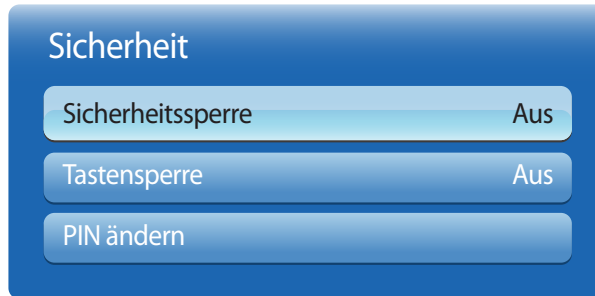 Sicherheit
Sicherheitssperre Aus
Tastensperre Aus
PIN ändern